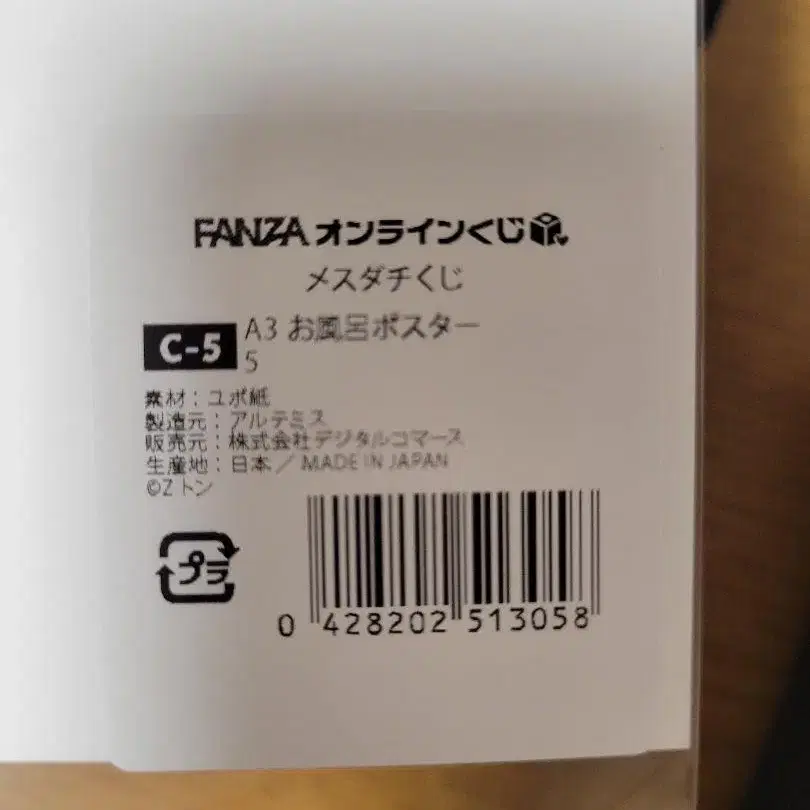 FANZA オンラインくじ
メスダチくじ
C-5 A3 お風呂ポスター
5
素材：ユポ紙
製造元：アルテミス
販売元：株式会社デジタルコマース
生産地：日本／MADE IN JAPAN
©Zトン
プラ
0 428202 513058